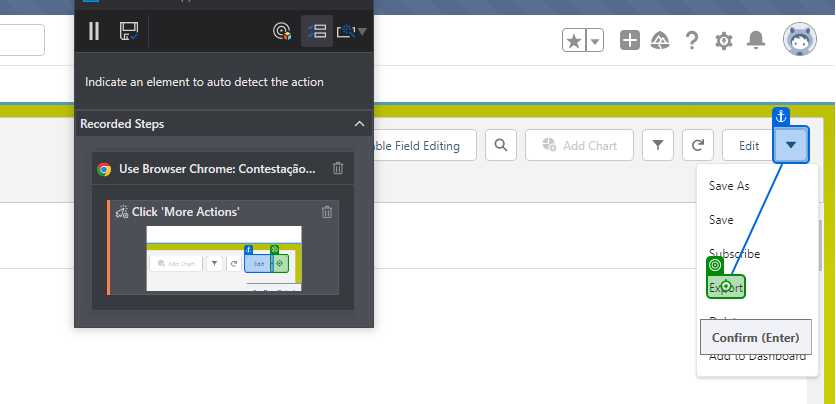 Indicate an element to auto detect the action
Recorded Steps
Use Browser Chrome: Contestação...
Click 'More Actions'
Add Chart
Edit
ble Field Editing
Add Chart
Edit
Save As
Save
Subscribe
Export
Confirm (Enter)
Add to Dashboard